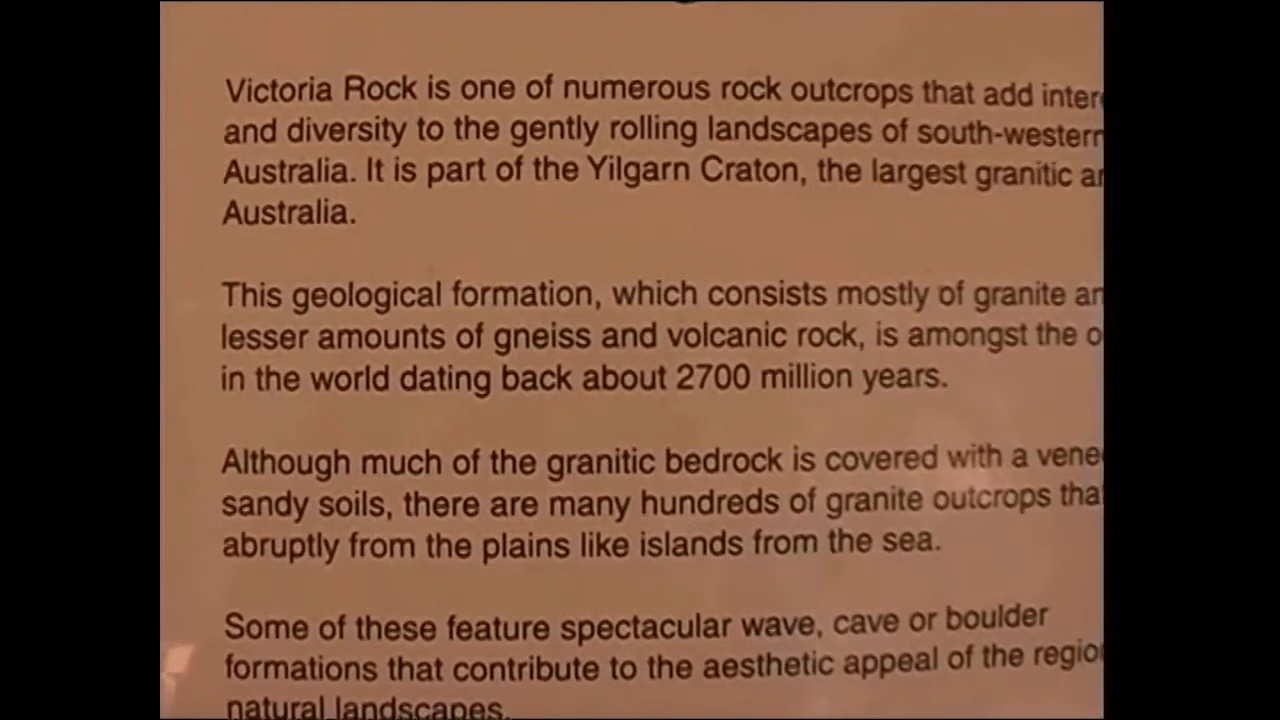 Victoria Rock is one of numerous rock outcrops that add
and diversity to the gently rolling landscapes of south-western
Australia. It is part of the Yilgarn Craton, the largest granitic
Australia.
This geological formation, which consists mostly of granite
lesser amounts of gneiss and volcanic rock, is amongst the
in the world dating back about 2700 million years.
Although much of the granitic bedrock is covered with a
sandy soils, there are many hundreds of granite outcrops
abruptly from the plains like islands from the sea.
Some of these feature spectacular wave, cave or boulder
formations that contribute to the aesthetic appeal of the
natural landscapes.